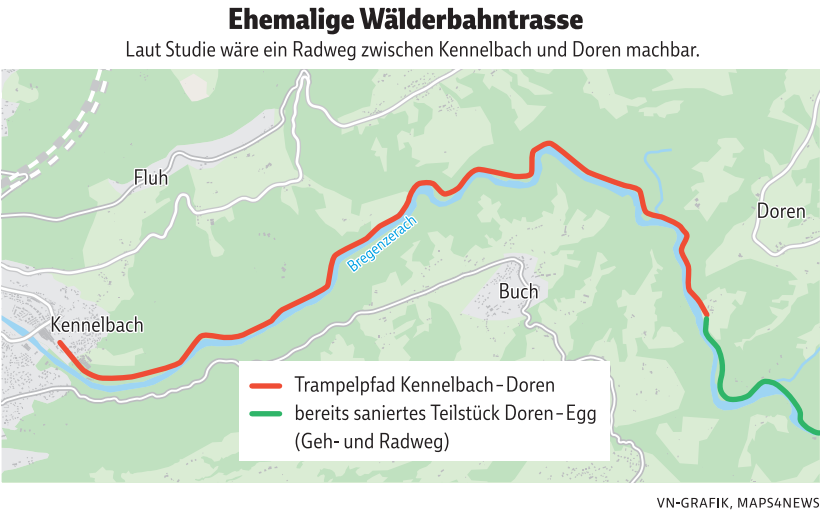 Ehemalige Wälderbahntrasse
Laut Studie wäre ein Radweg zwischen Kennelbach und Doren machbar.
Fluh
Doren
Bregenzerach
Buch
Kennelbach
Trampelpfad Kennelbach–Doren
bereits saniertes Teilstück Doren–Egg
(Geh- und Radweg)
VN-GRAFIK, MAPS4NEWS